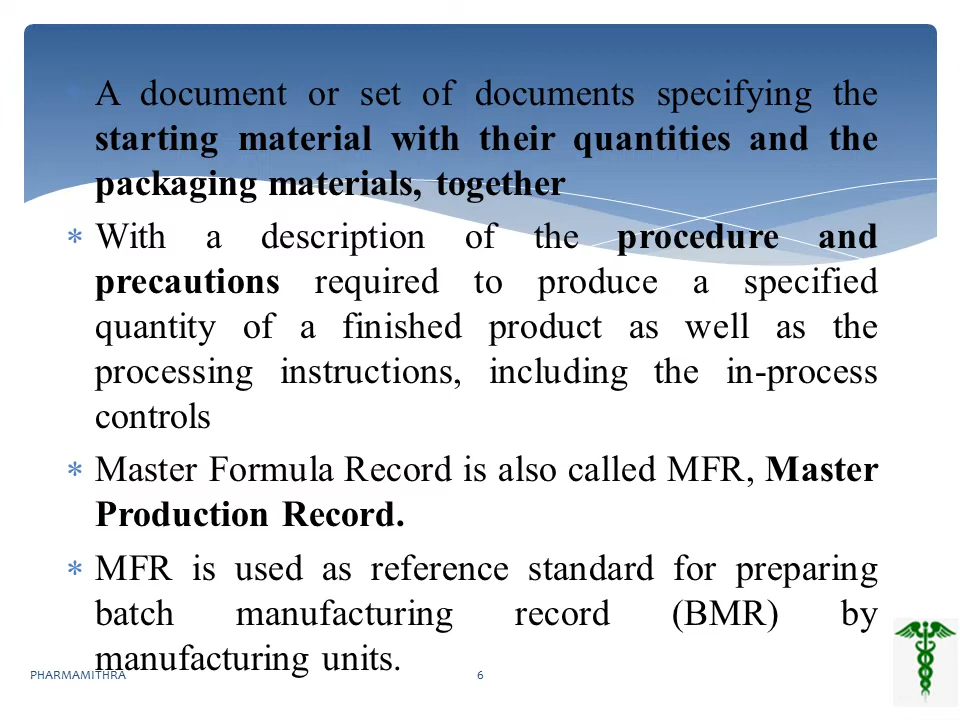 ∗ A document or set of documents specifying the
starting material with their quantities and the
packaging materials, together
∗ With a description of the procedure and
precautions required to produce a specified
quantity of a finished product as well as the
processing instructions, including the in-process
controls
∗ Master Formula Record is also called MFR, Master
Production Record.
∗ MFR is used as reference standard for preparing
batch manufacturing record (BMR) by
manufacturing units.
PHARMAMITHRA 6